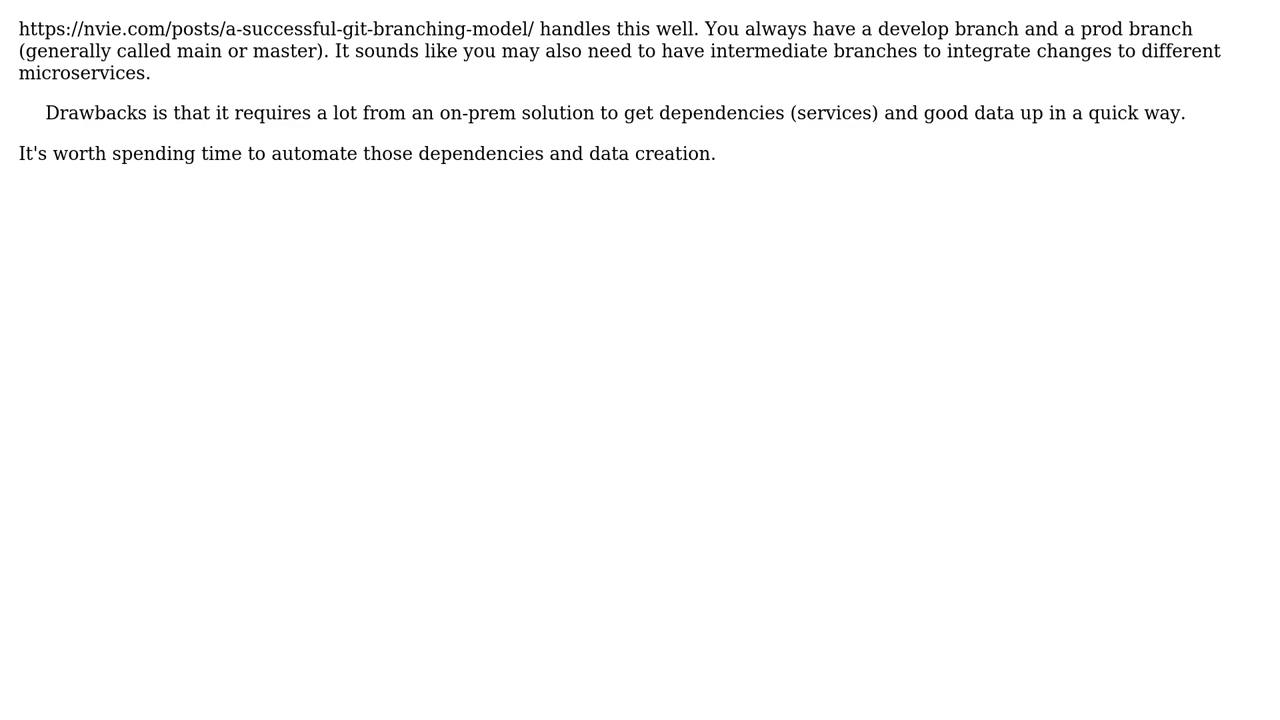 https://nvie.com/posts/a-successful-git-branching-model/ handles this well. You always have a develop branch and a prod branch
(generally called main or master). It sounds like you may also need to have intermediate branches to integrate changes to different
microservices.
Drawbacks is that it requires a lot from an on-prem solution to get dependencies (services) and good data up in a quick way.
It's worth spending time to automate those dependencies and data creation.